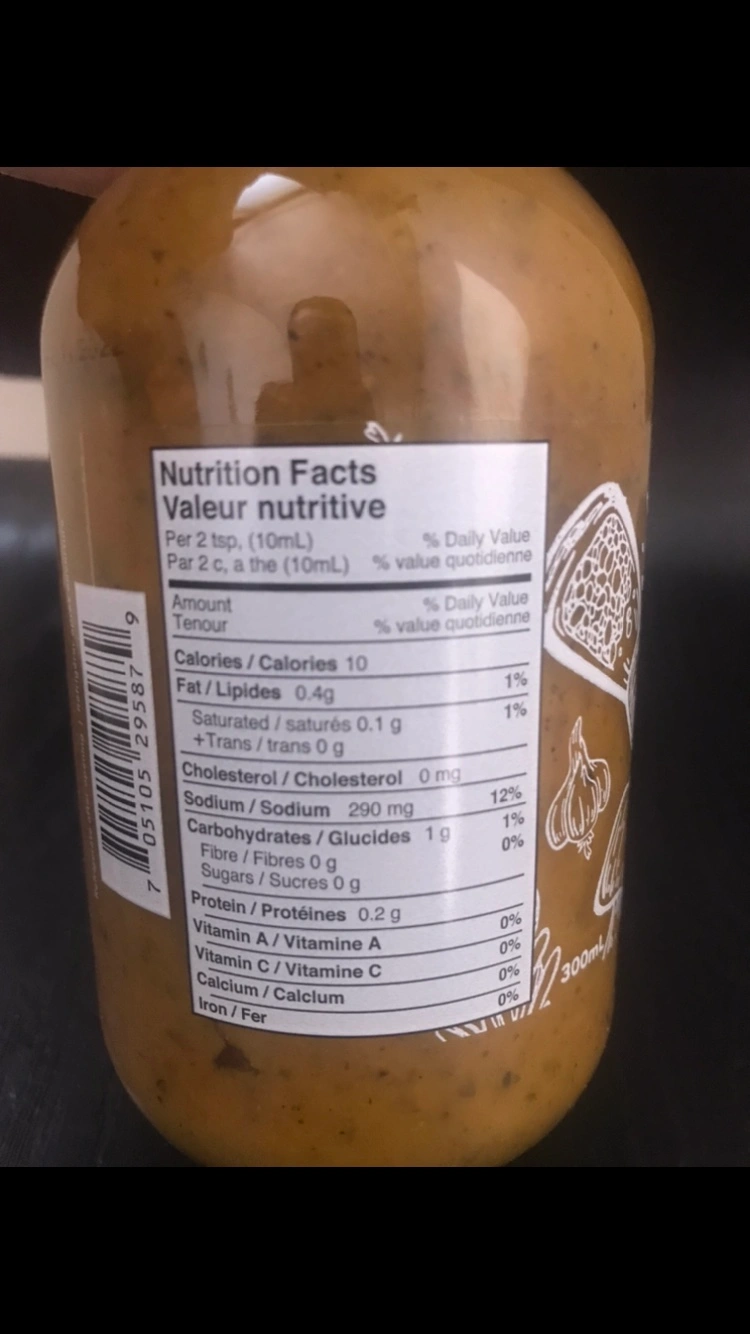 Nutrition Facts
Valeur nutritive
Per 2 tsp, (10mL) % Daily Value
Par 2 c, a the (10mL) % value quotidienne
Amount % Daily Value
Tenour % value quotidienne
Calories / Calories 10
Fat / Lipides 0.4g 1%
Saturated / saturés 0.1 g 1%
+Trans / trans 0 g
Cholesterol / Cholesterol 0 mg
Sodium / Sodium 290 mg 12%
Carbohydrates / Glucides 1 g 1%
Fibre / Fibres 0 g 0%
Sugars / Sucres 0 g
Protein / Protéines 0.2 g
Vitamin A / Vitamine A 0%
Vitamin C / Vitamine C 0%
Calcium / Calcium 0%
Iron / Fer 0%
7 05105 29587 9
300mL